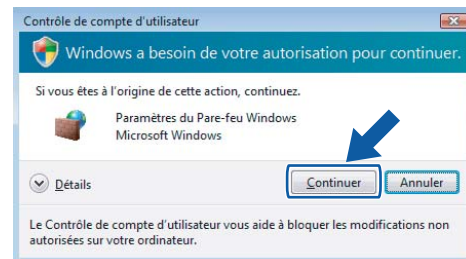 Contrôle de compte d'utilisateur
Windows a besoin de votre autorisation pour continuer.
Si vous êtes à l'origine de cette action, continuez.
Paramètres du Pare-feu Windows
Microsoft Windows
Détails
Continuer
Annuler
Le Contrôle de compte d'utilisateur vous aide à bloquer les modifications non
autorisées sur votre ordinateur.